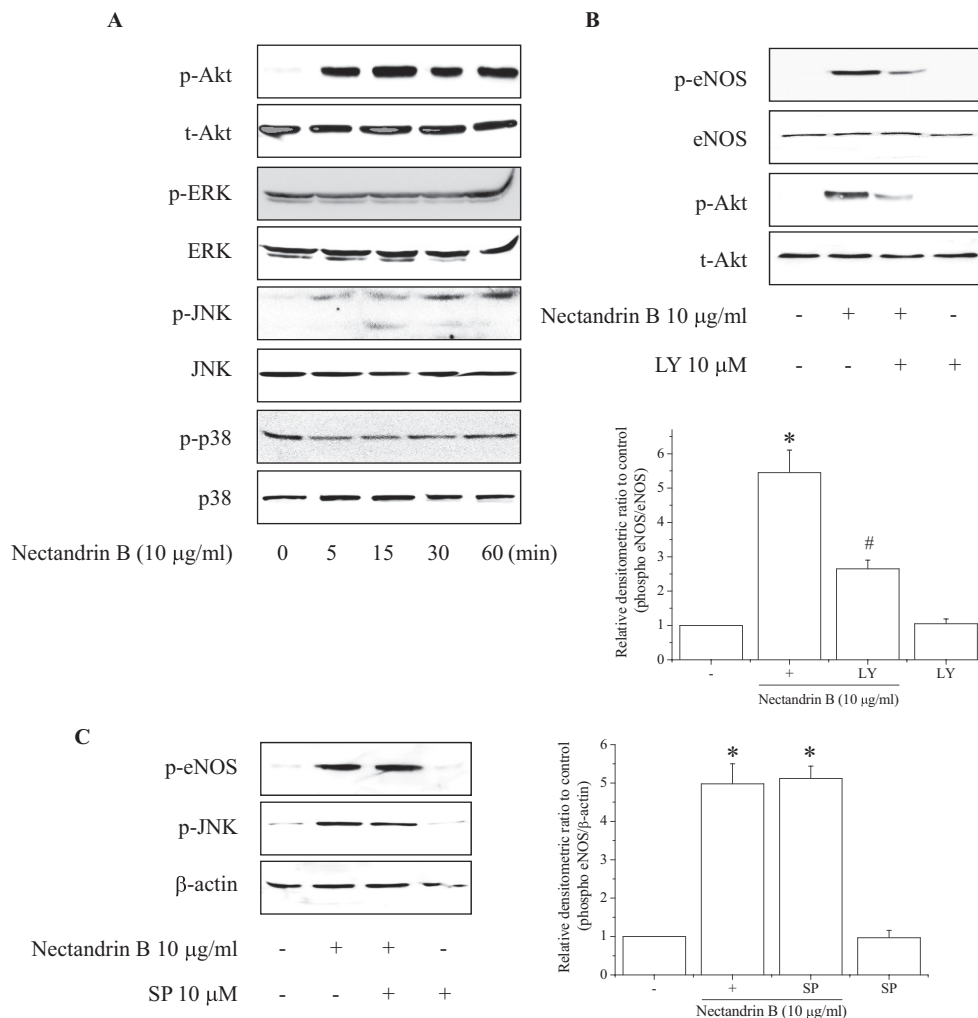 A
p-Akt
t-Akt
p-ERK
ERK
p-JNK
JNK
p-p38
p38
Nectandrin B (10 μg/ml) 0 5 15 30 60 (min)
B
p-eNOS
eNOS
p-Akt
t-Akt
Nectandrin B 10 μg/ml - + + -
LY 10 μM - - + +
Relative densitometric ratio to control
(phospho eNOS/eNOS)
6
5
4
3
2
1
0
*
#
- + LY LY
Nectandrin B (10 μg/ml)
C
p-eNOS
p-JNK
β-actin
Nectandrin B 10 μg/ml - + + -
SP 10 μM - - + +
Relative densitometric ratio to control
(phospho eNOS/β-actin)
6
5
4
3
2
1
0
* *
- + SP SP
Nectandrin B (10 μg/ml)